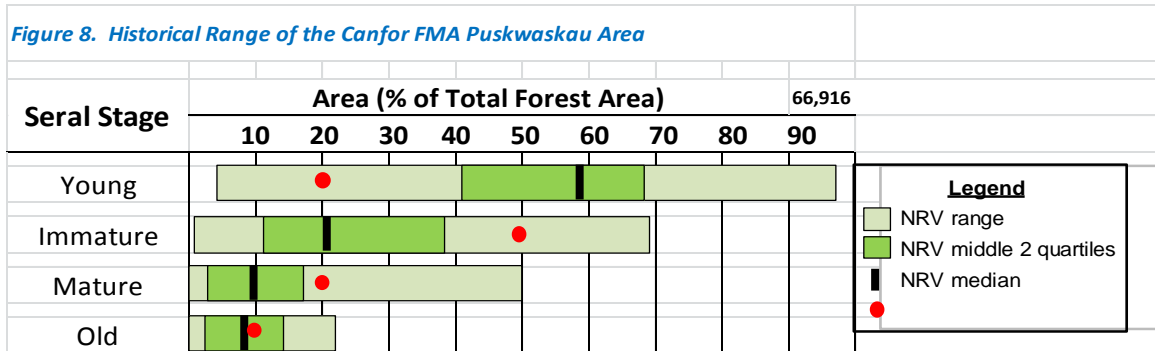 Figure 8. Historical Range of the Canfor FMA Puskwaskau Area
Seral Stage
Area (% of Total Forest Area)
66,916
10 20 30 40 50 60 70 80 90
Young
Immature
Mature
Old
Legend
NRV range
NRV middle 2 quartiles
NRV median